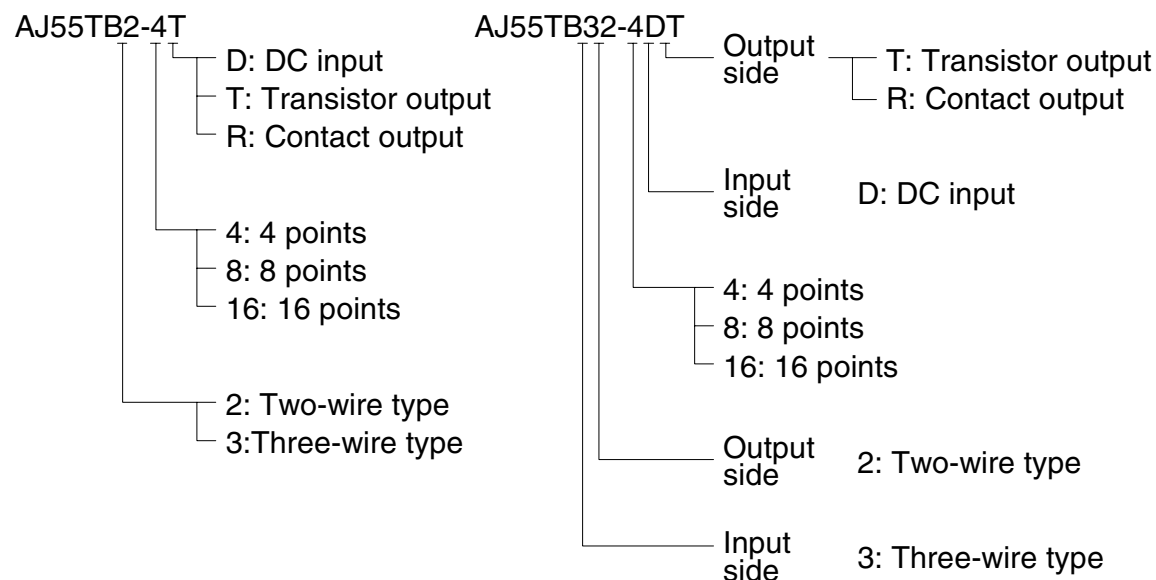 AJ55TB2-4T
D: DC input
T: Transistor output
R: Contact output
4: 4 points
8: 8 points
16: 16 points
2: Two-wire type
3:Three-wire type
AJ55TB32-4DT
Output
side
T: Transistor output
R: Contact output
Input
side
D: DC input
4: 4 points
8: 8 points
16: 16 points
Output
side
2: Two-wire type
Input
side
3: Three-wire type